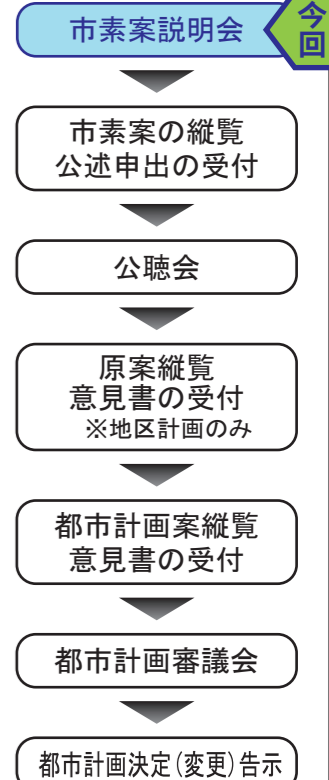 市素案説明会
今回
市素案の縦覧
公述申出の受付
公聴会
原案縦覧
意見書の受付
※地区計画のみ
都市計画案縦覧
意見書の受付
都市計画審議会
都市計画決定(変更)告示